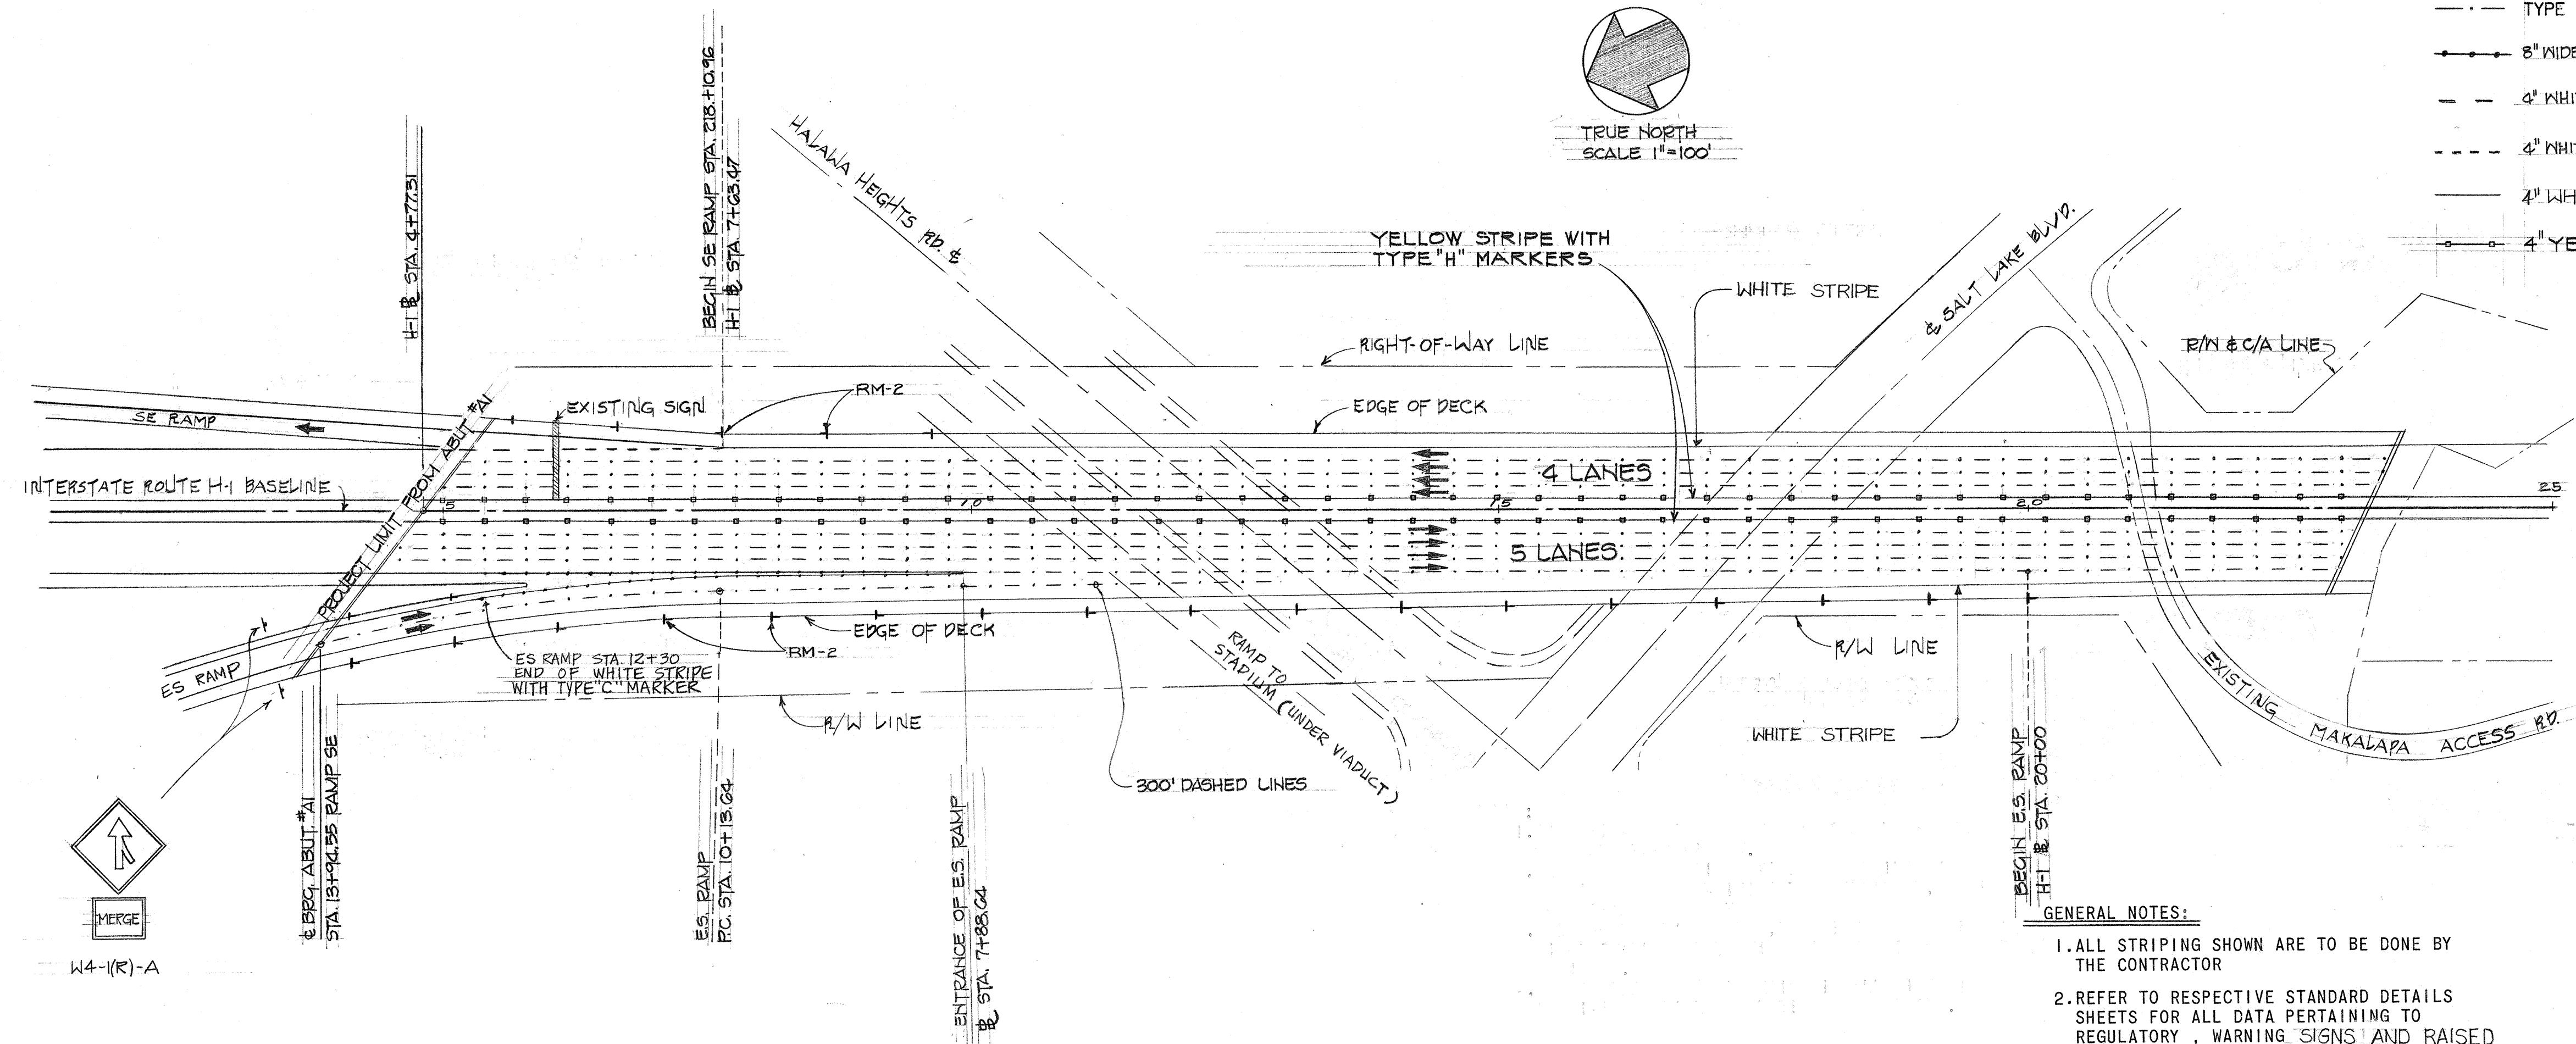 TYPE
8" WIDE
4" WHI
4" WHI
4" WH
4" YE
TRUE NORTH
SCALE 1"=100'
H-1 ℄ STA. 4+77.31
BEGIN SE RAMP STA. 218+10.96
H-1 ℄ STA. 7+63.47
HALAWA HEIGHTS RD. ℄
YELLOW STRIPE WITH
TYPE "H" MARKERS
WHITE STRIPE
℄ SALT LAKE BLVD.
RIGHT-OF-WAY LINE
R/W & C/A LINE
SE RAMP
EXISTING SIGN
RM-2
EDGE OF DECK
PROJECT LIMIT FROM ABUT. #A1
INTERSTATE ROUTE H-1 BASELINE
4 LANES
5
10
15
20
25
5 LANES
ES RAMP
ES RAMP STA. 12+30
END OF WHITE STRIPE
WITH TYPE "C" MARKER
RM-2
EDGE OF DECK
R/W LINE
RAMP TO
STADIUM (UNDER VIADUCT)
R/W LINE
WHITE STRIPE
EXISTING MAKALAPA ACCESS RD.
300' DASHED LINES
℄ BRG. ABUT. #A1
STA. 13+94.55 RAMP SE
E.S. RAMP
P.C. STA. 10+13.64
ENTRANCE OF E.S. RAMP
℄ STA. 7+88.64
BEGIN E.S. RAMP
H-1 ℄ STA. 20+00
MERGE
W4-1(R)-A
GENERAL NOTES:
1. ALL STRIPING SHOWN ARE TO BE DONE BY
THE CONTRACTOR
2. REFER TO RESPECTIVE STANDARD DETAILS
SHEETS FOR ALL DATA PERTAINING TO
REGULATORY , WARNING SIGNS AND RAISED